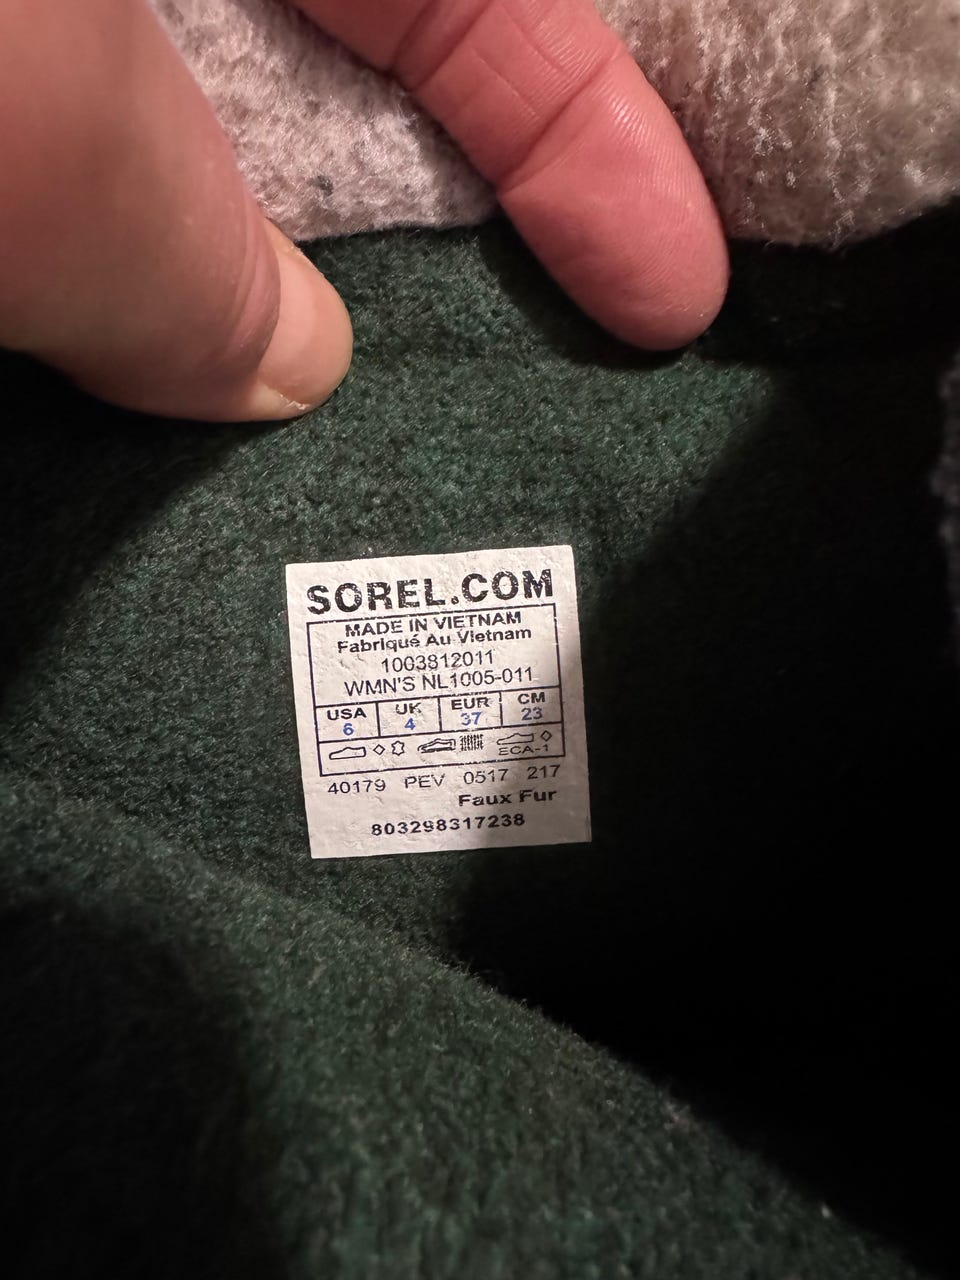 SOREL.COM
MADE IN VIETNAM
Fabriqué Au Vietnam
1003812011
WMN'S NL1005-011
USA UK EUR CM
6 4 37 23
ECA-1
40179 PEV 0517 217
Faux Fur
803298317238